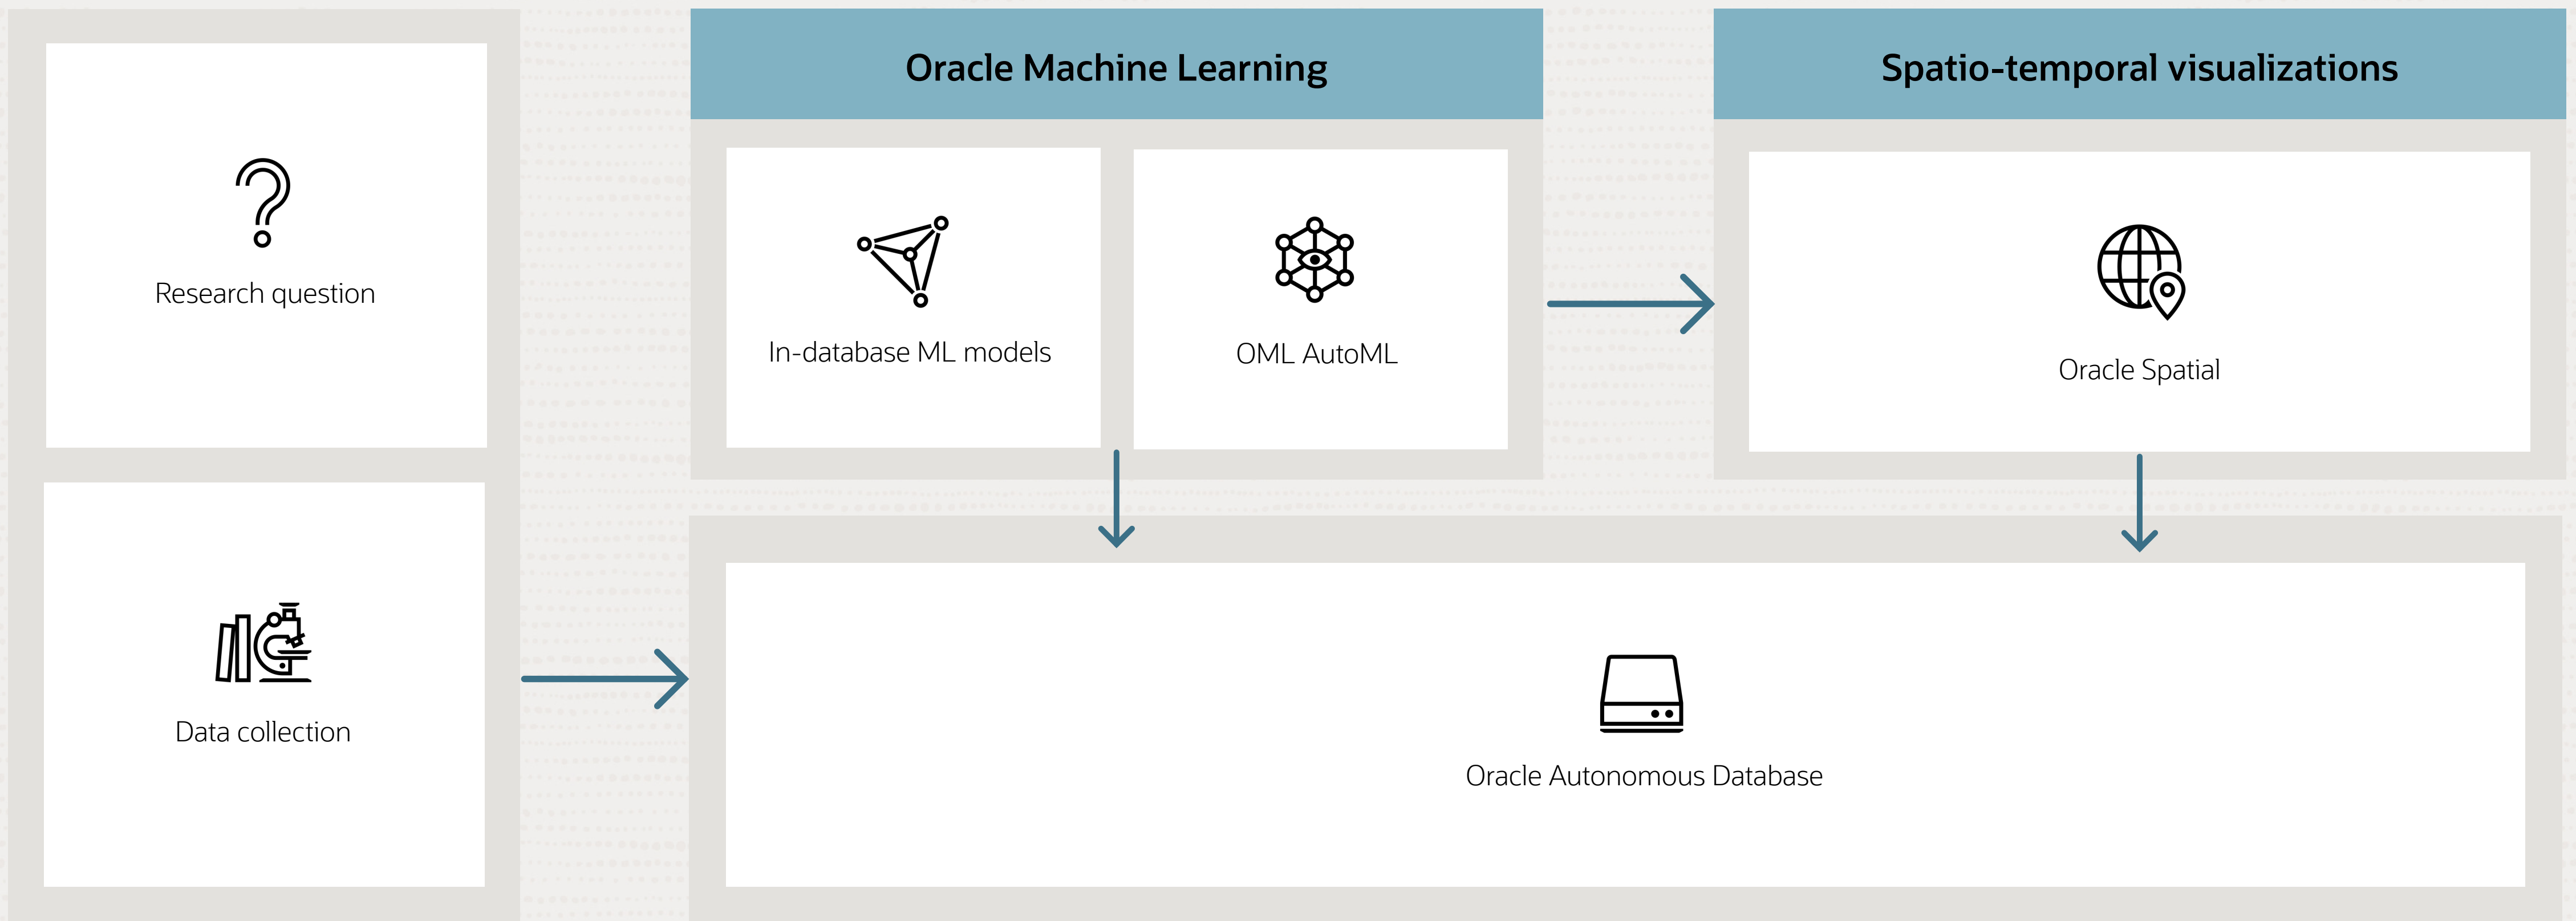 Research question
Data collection
Oracle Machine Learning
In-database ML models
OML AutoML
Spatio-temporal visualizations
Oracle Spatial
Oracle Autonomous Database